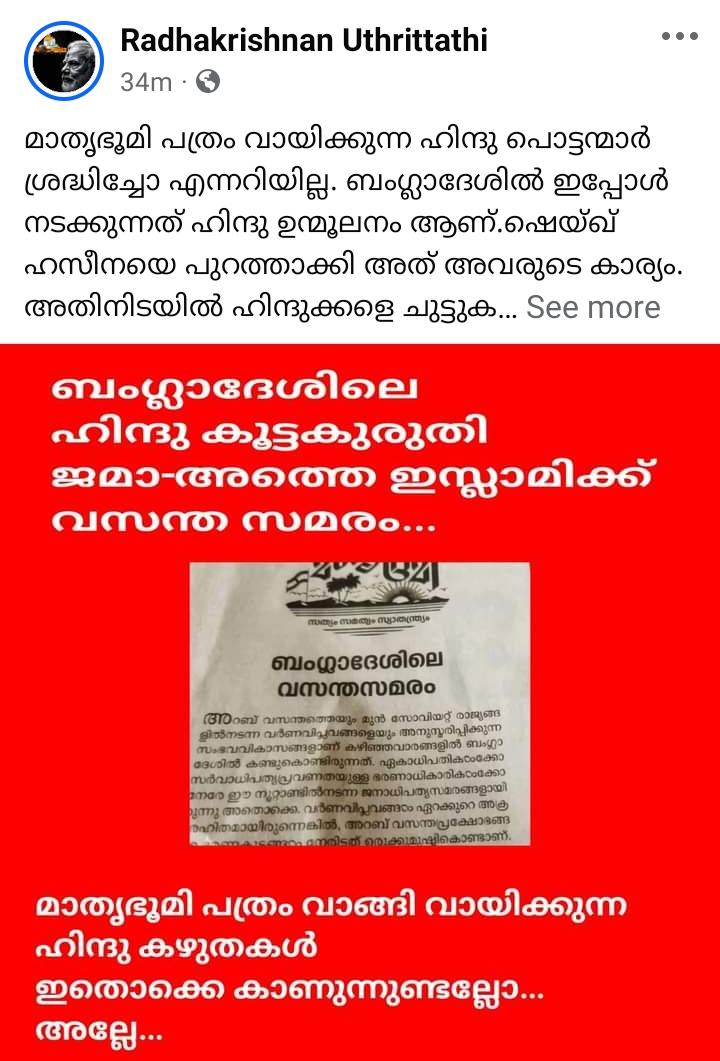 Radhakrishnan Uthrittathi
34m ·
മാതൃഭൂമി പത്രം വായിക്കുന്ന ഹിന്ദു പൊട്ടന്മാർ
ശ്രദ്ധിച്ചോ എന്നറിയില്ല. ബംഗ്ലാദേശിൽ ഇപ്പോൾ
നടക്കുന്നത് ഹിന്ദു ഉന്മൂലനം ആണ്.ഷെയ്ഖ്
ഹസീനയെ പുറത്താക്കി അത് അവരുടെ കാര്യം.
അതിനിടയിൽ ഹിന്ദുക്കളെ ചുട്ടുക... See more
ബംഗ്ലാദേശിലെ
ഹിന്ദു കൂട്ടകുരുതി
ജമാ-അത്തെ ഇസ്ലാമിക്ക്
വസന്ത സമരം...
സത്യം സമത്വം സ്വാതന്ത്ര്യം
ബംഗ്ലാദേശിലെ
വസന്തസമരം
അറബ് വസന്തത്തെയും മുൻ സോവിയറ്റ് രാജ്യങ്ങ
ളിൽനടന്ന വർണവിപ്ലവങ്ങളെയും അനുസ്മരിപ്പിക്കുന്ന
സംഭവവികാസങ്ങളാണ് കഴിഞ്ഞവാരങ്ങളിൽ ബംഗ്ലാ
ദേശിൽ കണ്ടുകൊണ്ടിരുന്നത്. ഏകാധിപതികൾക്കോ
സർവാധിപത്യപ്രവണതയുള്ള ഭരണാധികാരികൾക്കോ
നേരേ ഈ നൂറ്റാണ്ടിൽനടന്ന ജനാധിപത്യസമരങ്ങളായി
രുന്നു അതൊക്കെ. വർണവിപ്ലവങ്ങൾ ഏറക്കുറെ അക്ര
രഹിതമായിരുന്നെങ്കിൽ, അറബ് വസന്തപ്രക്ഷോഭങ്ങ
നേരിട്ടത് ഉരുക്കുമുഷ്ടികൊണ്ടാണ്.
മാതൃഭൂമി പത്രം വാങ്ങി വായിക്കുന്ന
ഹിന്ദു കഴുതകൾ
ഇതൊക്കെ കാണുന്നുണ്ടല്ലോ...
അല്ലേ...